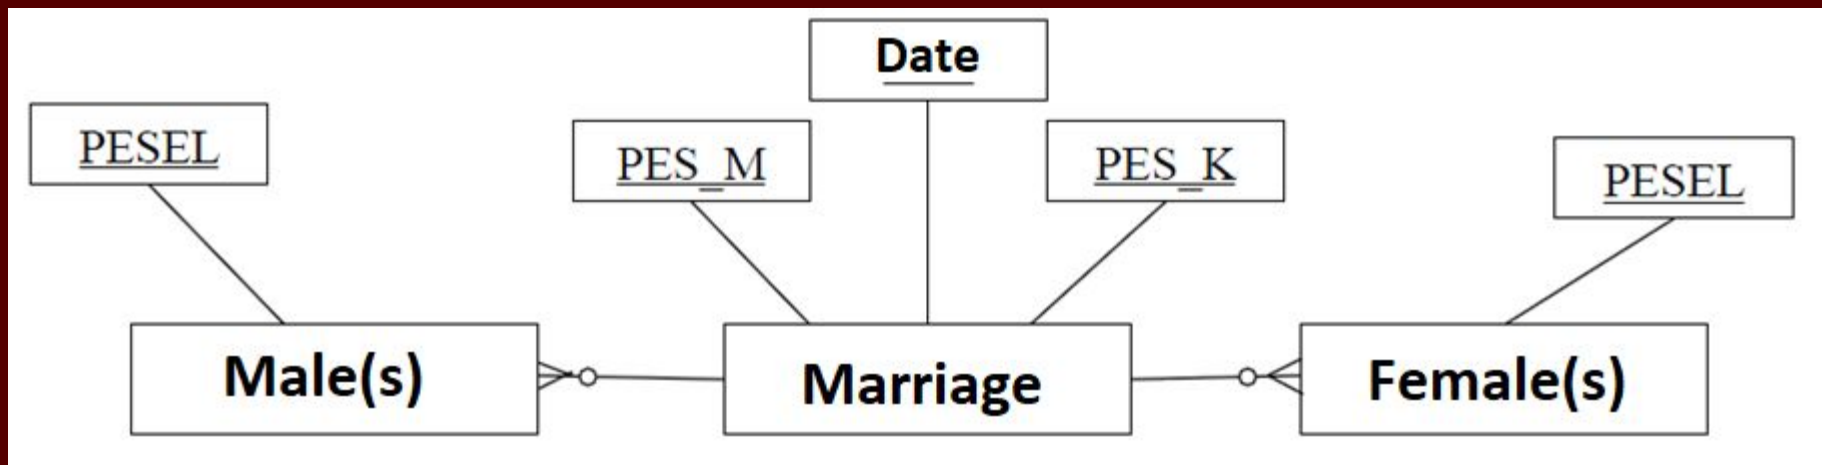 Date
PESEL
PES_M
PES_K
PESEL
Male(s)
Marriage
Female(s)